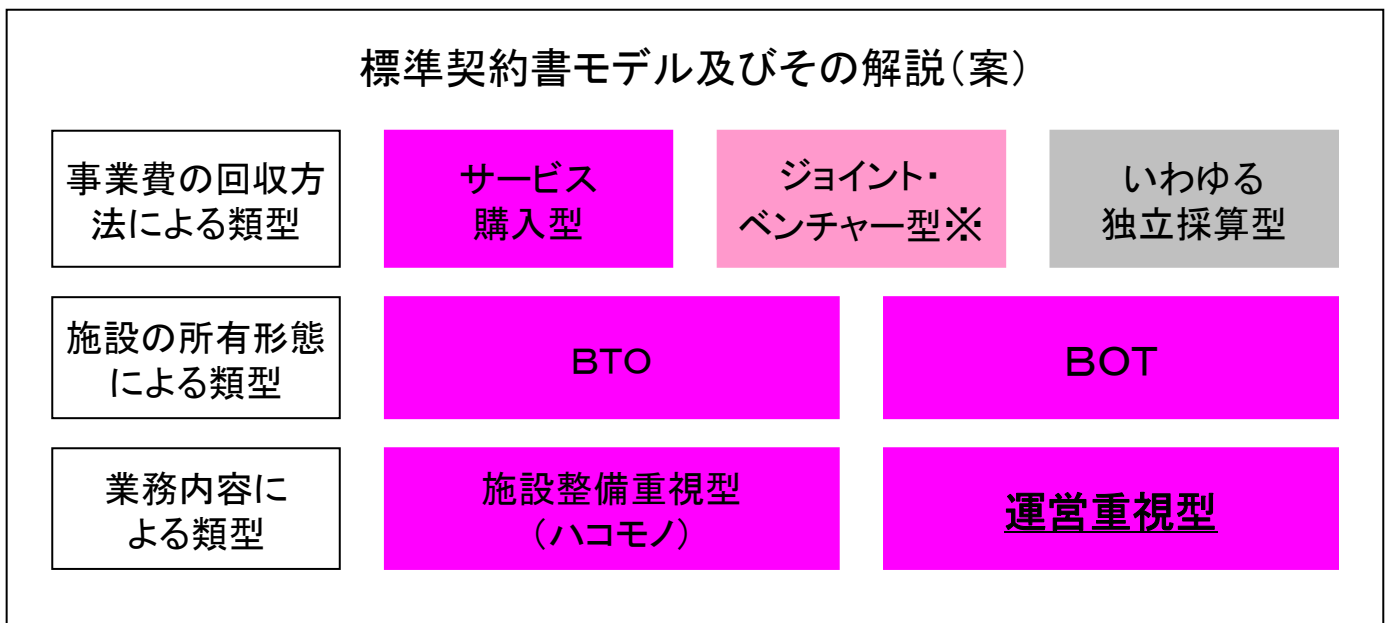 標準契約書モデル及びその解説（案）
事業費の回収方
法による類型
サービス
購入型
ジョイント・
ベンチャー型※
いわゆる
独立採算型
施設の所有形態
による類型
ＢＴＯ
ＢＯＴ
業務内容に
よる類型
施設整備重視型
（ハコモノ）
運営重視型